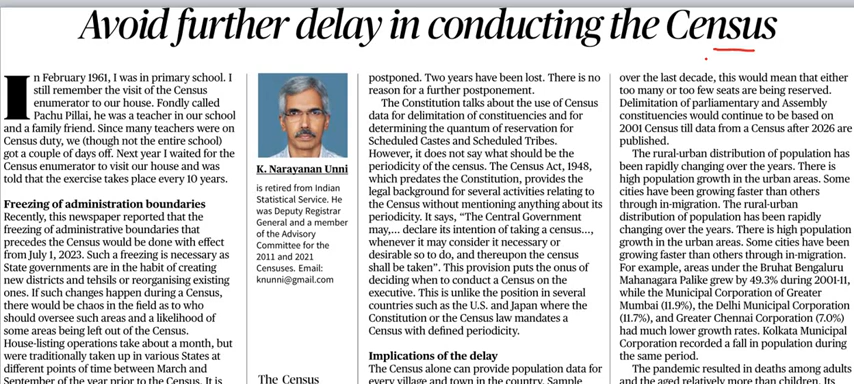 Avoid further delay in conducting the Census
In February 1961, I was in primary school. I
still remember the visit of the Census
enumerator to our house. Fondly called
Pachu Pillai, he was a teacher in our school
and a family friend. Since many teachers were on
Census duty, we (though not the entire school)
got a couple of days off. Next year I waited for the
Census enumerator to visit our house and was
told that the exercise takes place every 10 years.
Freezing of administration boundaries
Recently, this newspaper reported that the
freezing of administrative boundaries that
precedes the Census would be done with effect
from July 1, 2023. Such a freezing is necessary as
State governments are in the habit of creating
new districts and tehsils or reorganising existing
ones. If such changes happen during a Census,
there would be chaos in the field as to who
should oversee such areas and a likelihood of
some areas being left out of the Census.
House-listing operations take about a month, but
were traditionally taken up in various States at
different points of time between March and
September of the year prior to the Census. It is
K. Narayanan Unni
is retired from Indian
Statistical Service. He
was Deputy Registrar
General and a member
of the Advisory
Committee for the
2011 and 2021
Censuses. Email:
knunni@gmail.com
The Census
postponed. Two years have been lost. There is no
reason for a further postponement.
The Constitution talks about the use of Census
data for delimitation of constituencies and for
determining the quantum of reservation for
Scheduled Castes and Scheduled Tribes.
However, it does not say what should be the
periodicity of the census. The Census Act, 1948,
which predates the Constitution, provides the
legal background for several activities relating to
the Census without mentioning anything about its
periodicity. It says, “The Central Government
may,... declare its intention of taking a census...,
whenever it may consider it necessary or
desirable so to do, and thereupon the census
shall be taken”. This provision puts the onus of
deciding when to conduct a Census on the
executive. This is unlike the position in several
countries such as the U.S. and Japan where the
Constitution or the Census law mandates a
Census with defined periodicity.
Implications of the delay
The Census alone can provide population data for
every village and town in the country. Sample
over the last decade, this would mean that either
too many or too few seats are being reserved.
Delimitation of parliamentary and Assembly
constituencies would continue to be based on
2001 Census till data from a Census after 2026 are
published.
The rural-urban distribution of population has
been rapidly changing over the years. There is
high population growth in the urban areas. Some
cities have been growing faster than others
through in-migration. The rural-urban
distribution of population has been rapidly
changing over the years. There is high population
growth in the urban areas. Some cities have been
growing faster than others through in-migration.
For example, areas under the Bruhat Bengaluru
Mahanagara Palike grew by 49.3% during 2001-11,
while the Municipal Corporation of Greater
Mumbai (11.9%), the Delhi Municipal Corporation
(11.7%), and Greater Chennai Corporation (7.0%)
had much lower growth rates. Kolkata Municipal
Corporation recorded a fall in population during
the same period.
The pandemic resulted in deaths among adults
and the aged relatively more than children. Its